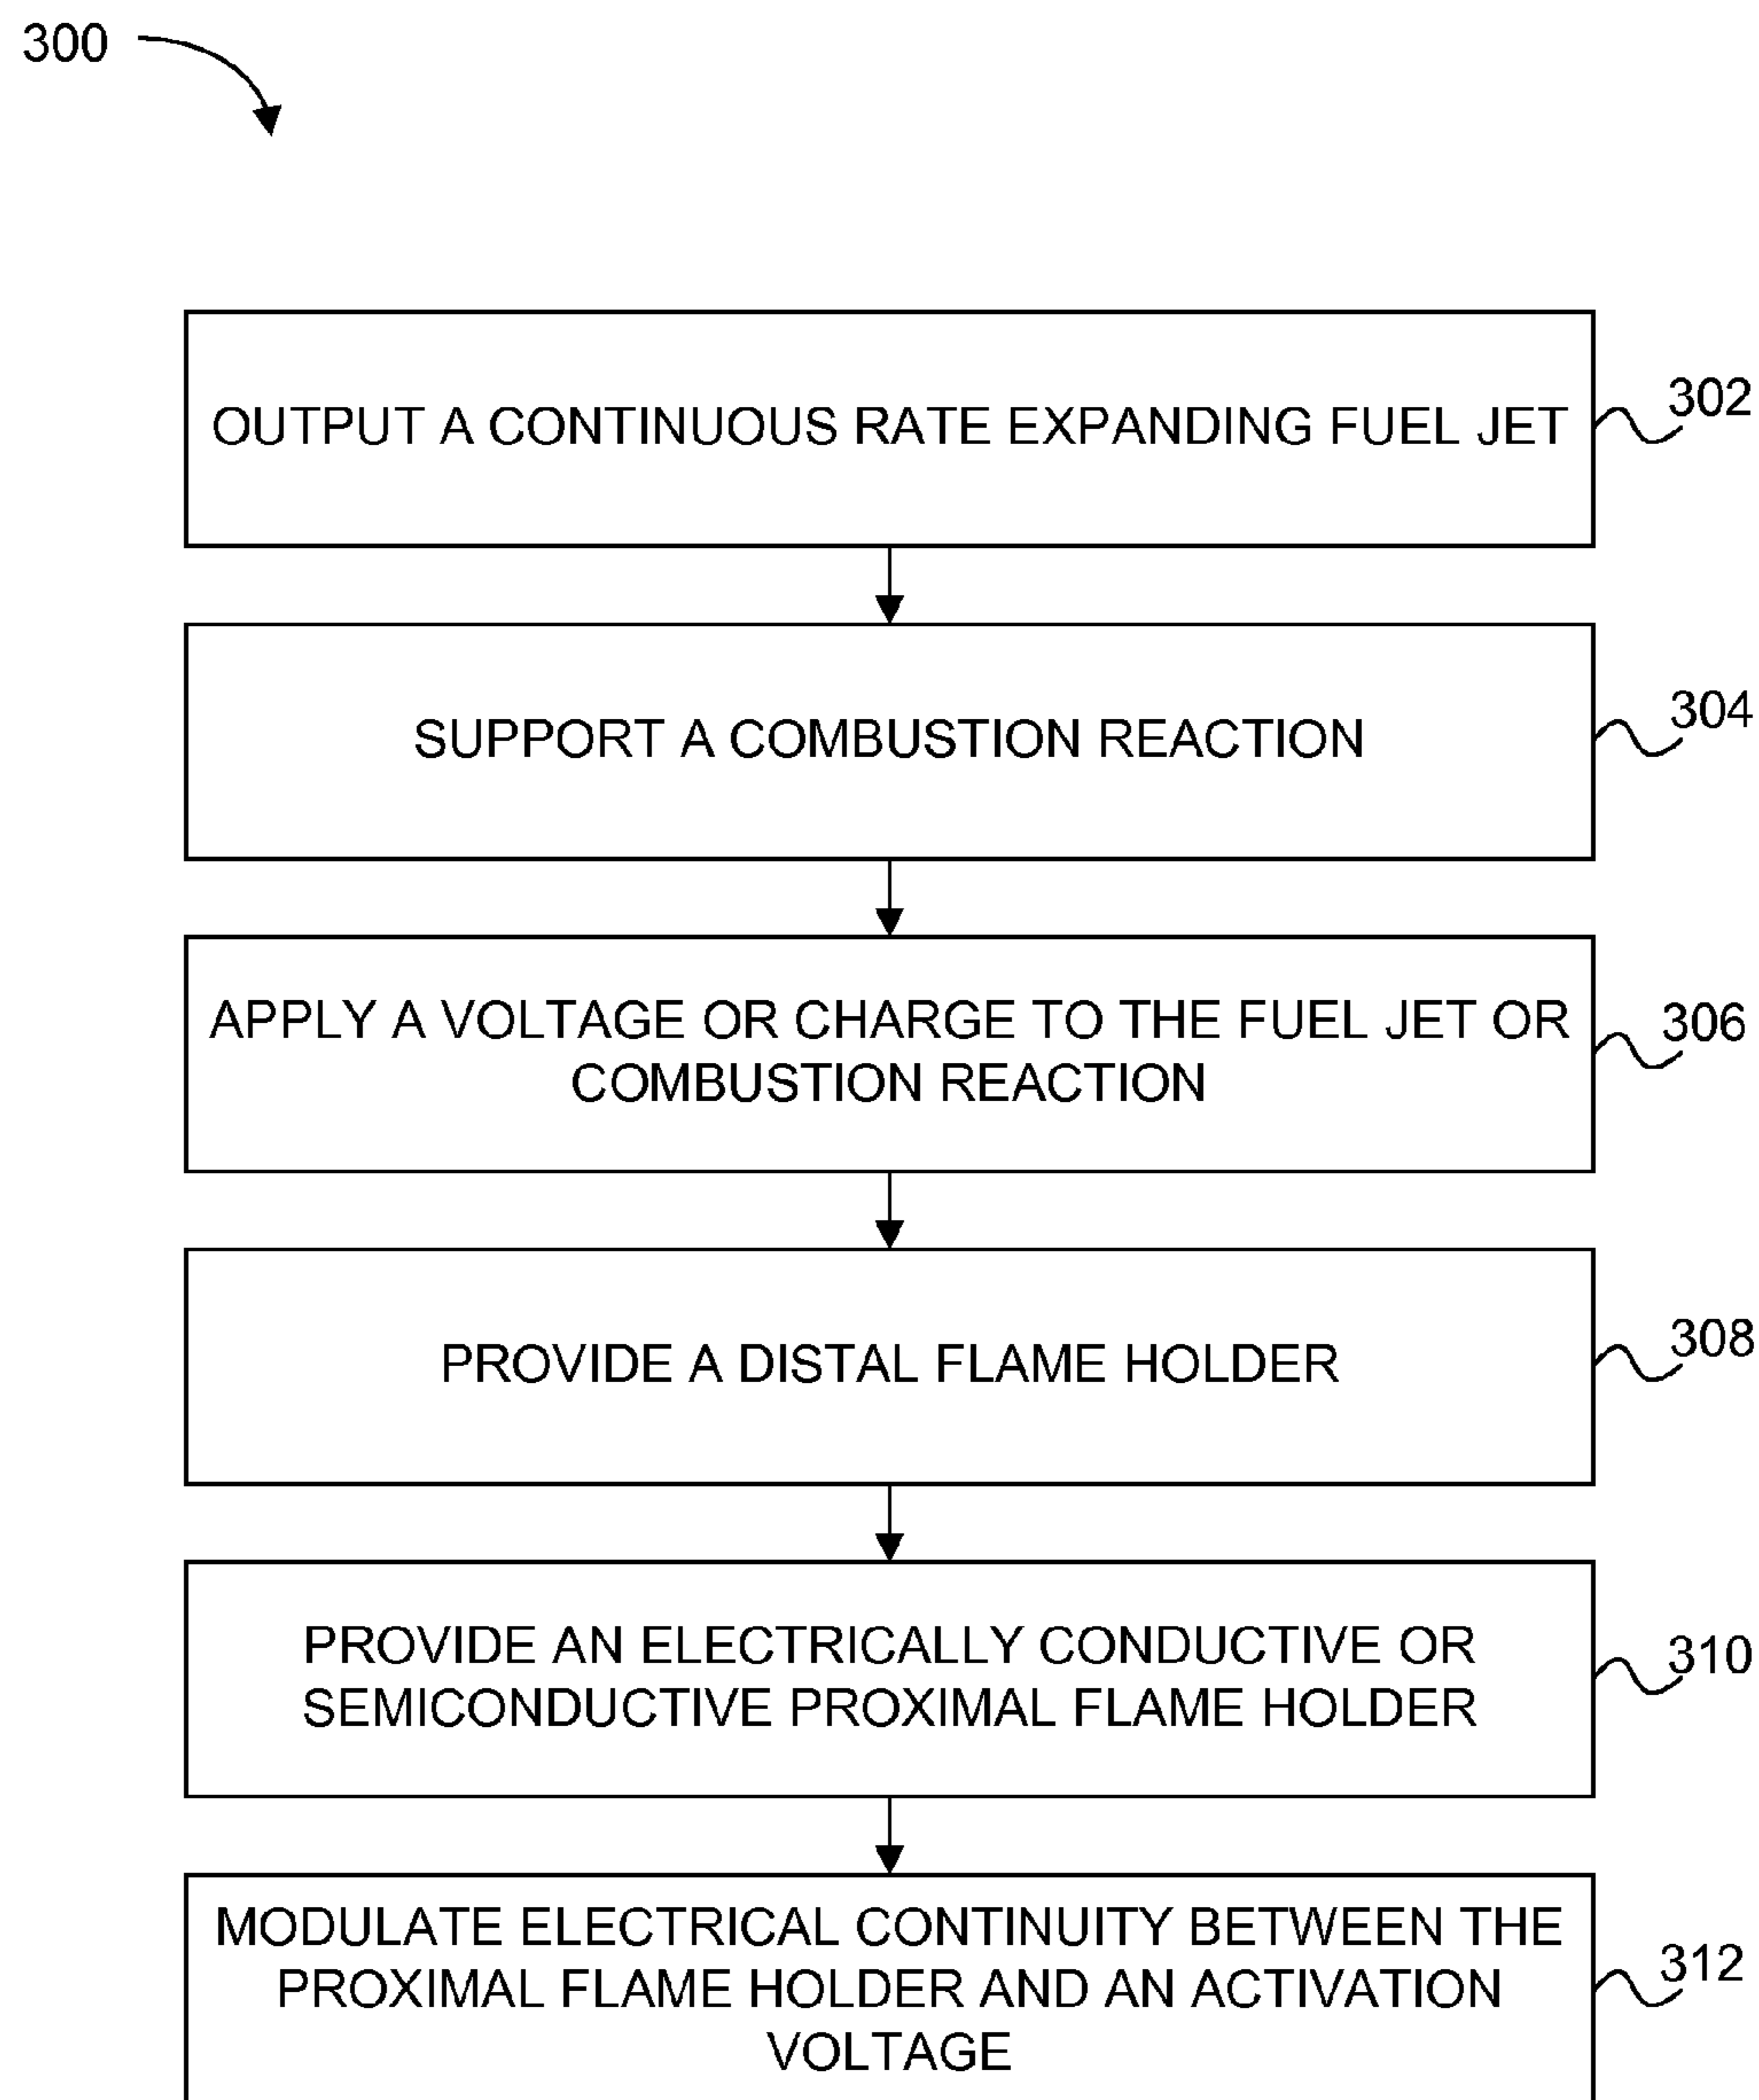 300
OUTPUT A CONTINUOUS RATE EXPANDING FUEL JET
302
SUPPORT A COMBUSTION REACTION
304
APPLY A VOLTAGE OR CHARGE TO THE FUEL JET OR
COMBUSTION REACTION
306
PROVIDE A DISTAL FLAME HOLDER
308
PROVIDE AN ELECTRICALLY CONDUCTIVE OR
SEMICONDUCTIVE PROXIMAL FLAME HOLDER
310
MODULATE ELECTRICAL CONTINUITY BETWEEN THE
PROXIMAL FLAME HOLDER AND AN ACTIVATION
VOLTAGE
312